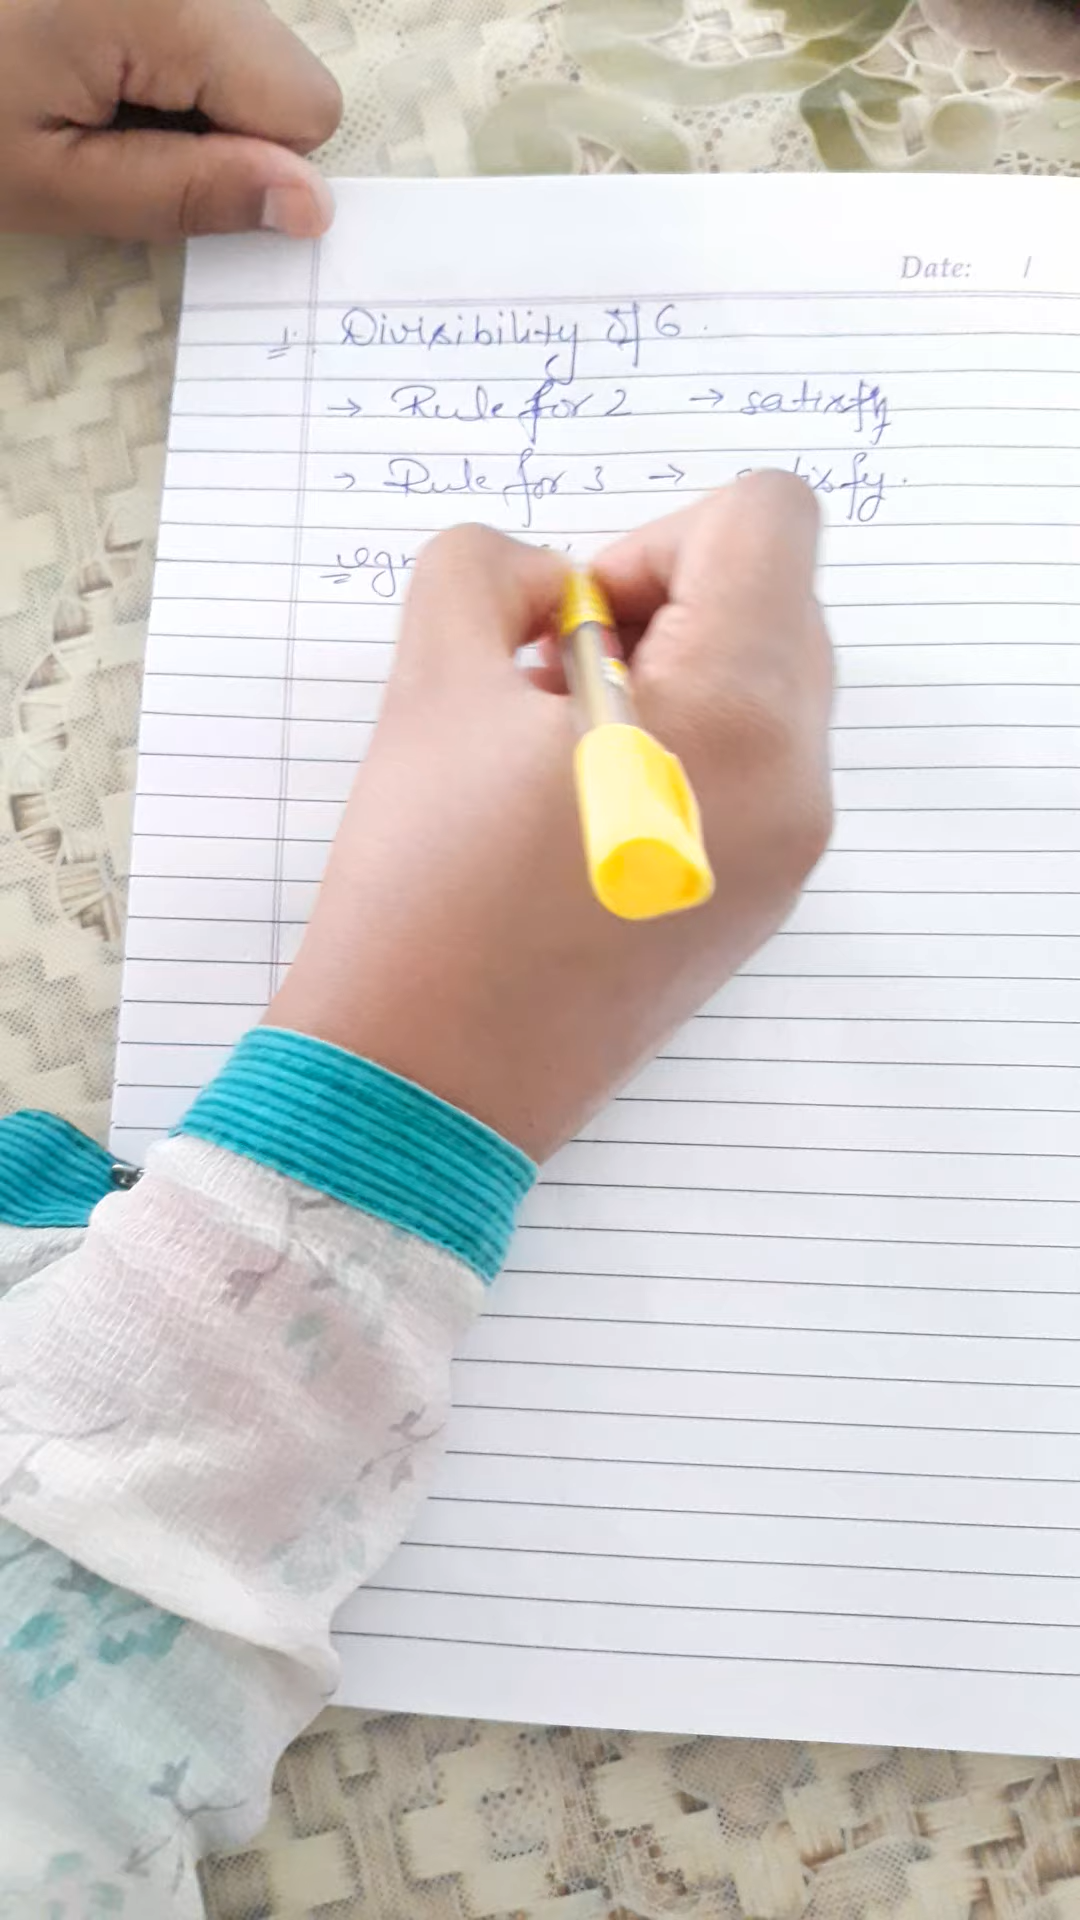 Date: /
1. Divisibility of 6.
→ Rule for 2 → satisfy
→ Rule for 3 → satisfy.